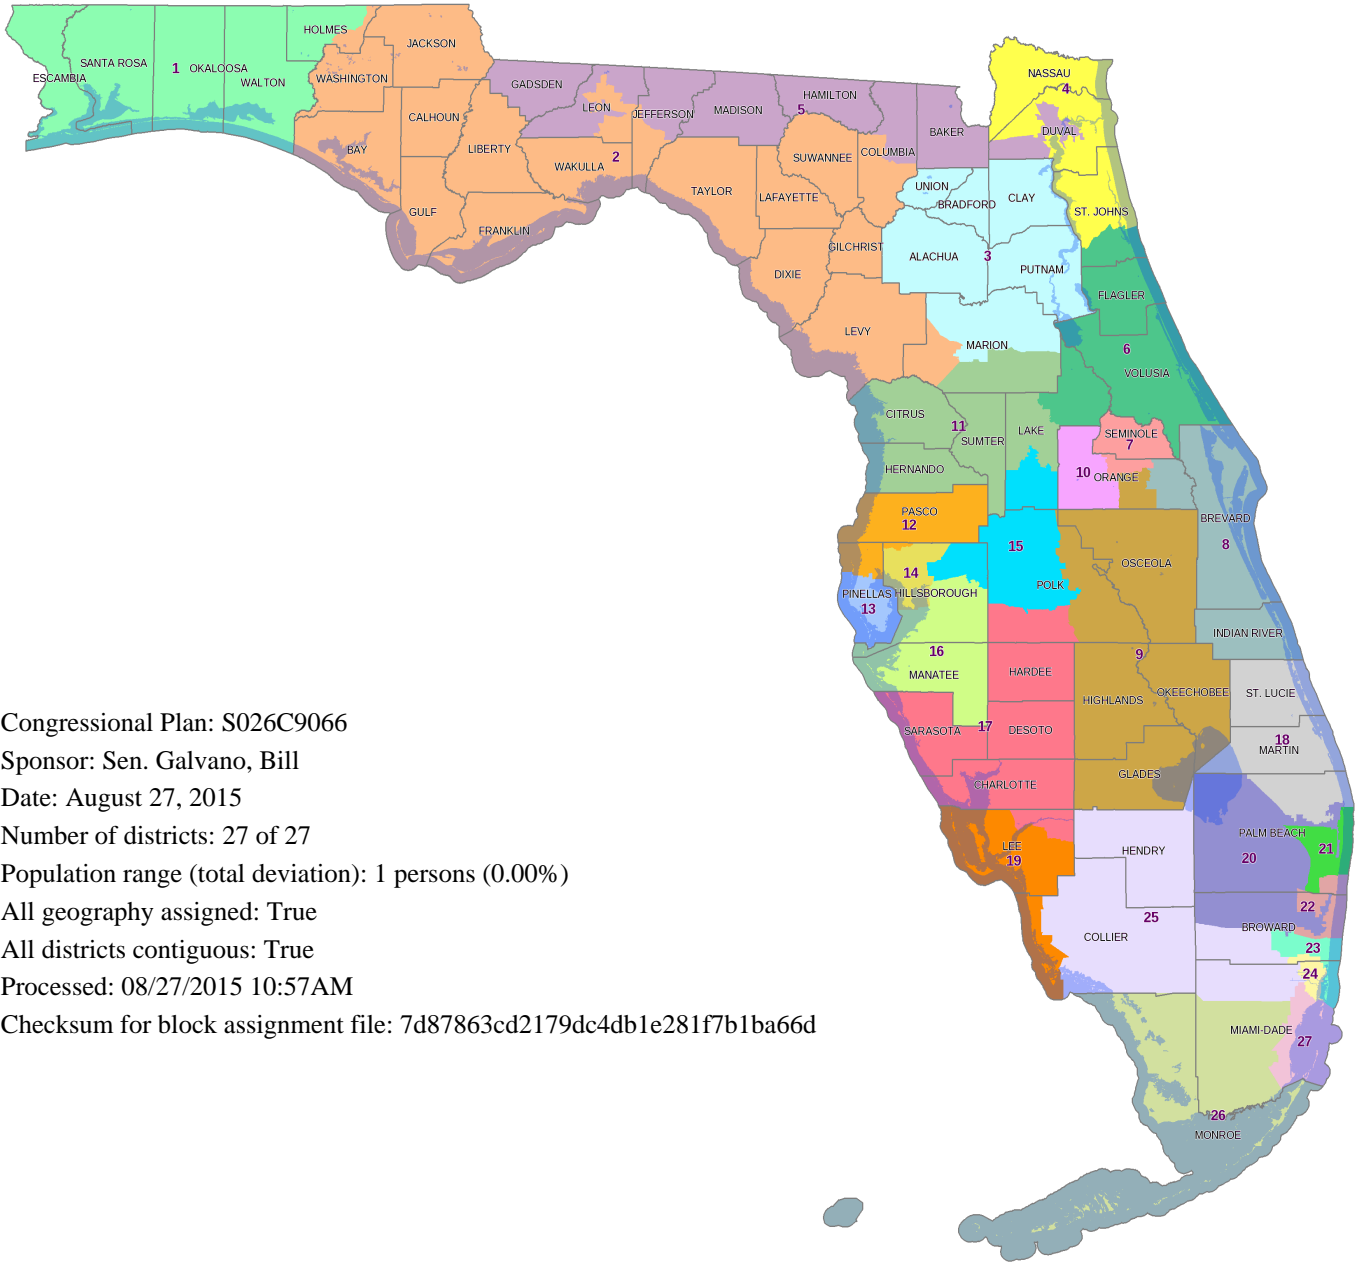 NASSAU
4
HOLMES
JACKSON
SANTA ROSA
1
OKALOOSA
ESCAMBIA
WALTON
WASHINGTON
GADSDEN
HAMILTON
5
LEON
JEFFERSON
MADISON
CALHOUN
BAKER
DUVAL
BAY
LIBERTY
WAKULLA
2
SUWANNEE
COLUMBIA
TAYLOR
LAFAYETTE
UNION
BRADFORD
CLAY
GULF
FRANKLIN
ST. JOHNS
GILCHRIST
ALACHUA
3
DIXIE
PUTNAM
FLAGLER
LEVY
MARION
6
VOLUSIA
CITRUS
11
SUMTER
LAKE
SEMINOLE
7
HERNANDO
10
ORANGE
PASCO
12
BREVARD
8
15
OSCEOLA
14
POLK
PINELLAS
HILLSBOROUGH
13
INDIAN RIVER
16
9
MANATEE
HARDEE
HIGHLANDS
OKEECHOBEE
ST. LUCIE
SARASOTA
17
DESOTO
18
MARTIN
GLADES
CHARLOTTE
PALM BEACH
LEE
19
HENDRY
20
21
22
25
BROWARD
COLLIER
23
24
MIAMI-DADE
27
26
MONROE
Congressional Plan: S026C9066
Sponsor: Sen. Galvano, Bill
Date: August 27, 2015
Number of districts: 27 of 27
Population range (total deviation): 1 persons (0.00%)
All geography assigned: True
All districts contiguous: True
Processed: 08/27/2015 10:57AM
Checksum for block assignment file: 7d87863cd2179dc4db1e281f7b1ba66d